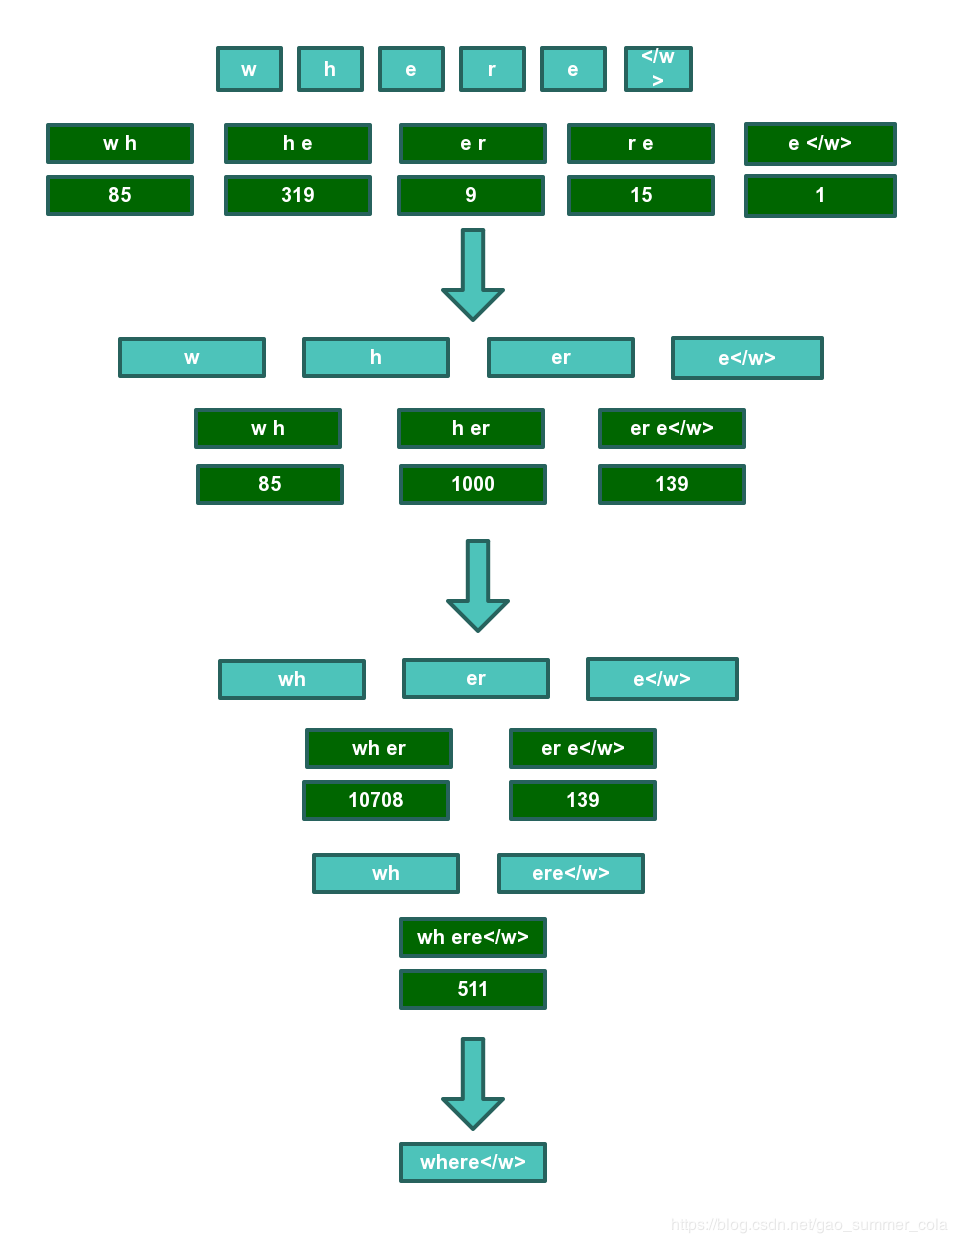 w h e r e </w
>
w h h e e r r e e </w>
85 319 9 15 1
w h er e</w>
w h h er er e</w>
85 1000 139
wh er e</w>
wh er er e</w>
10708 139
wh ere</w>
wh ere</w>
511
where</w>
https://blog.csdn.net/gao_summer_cola